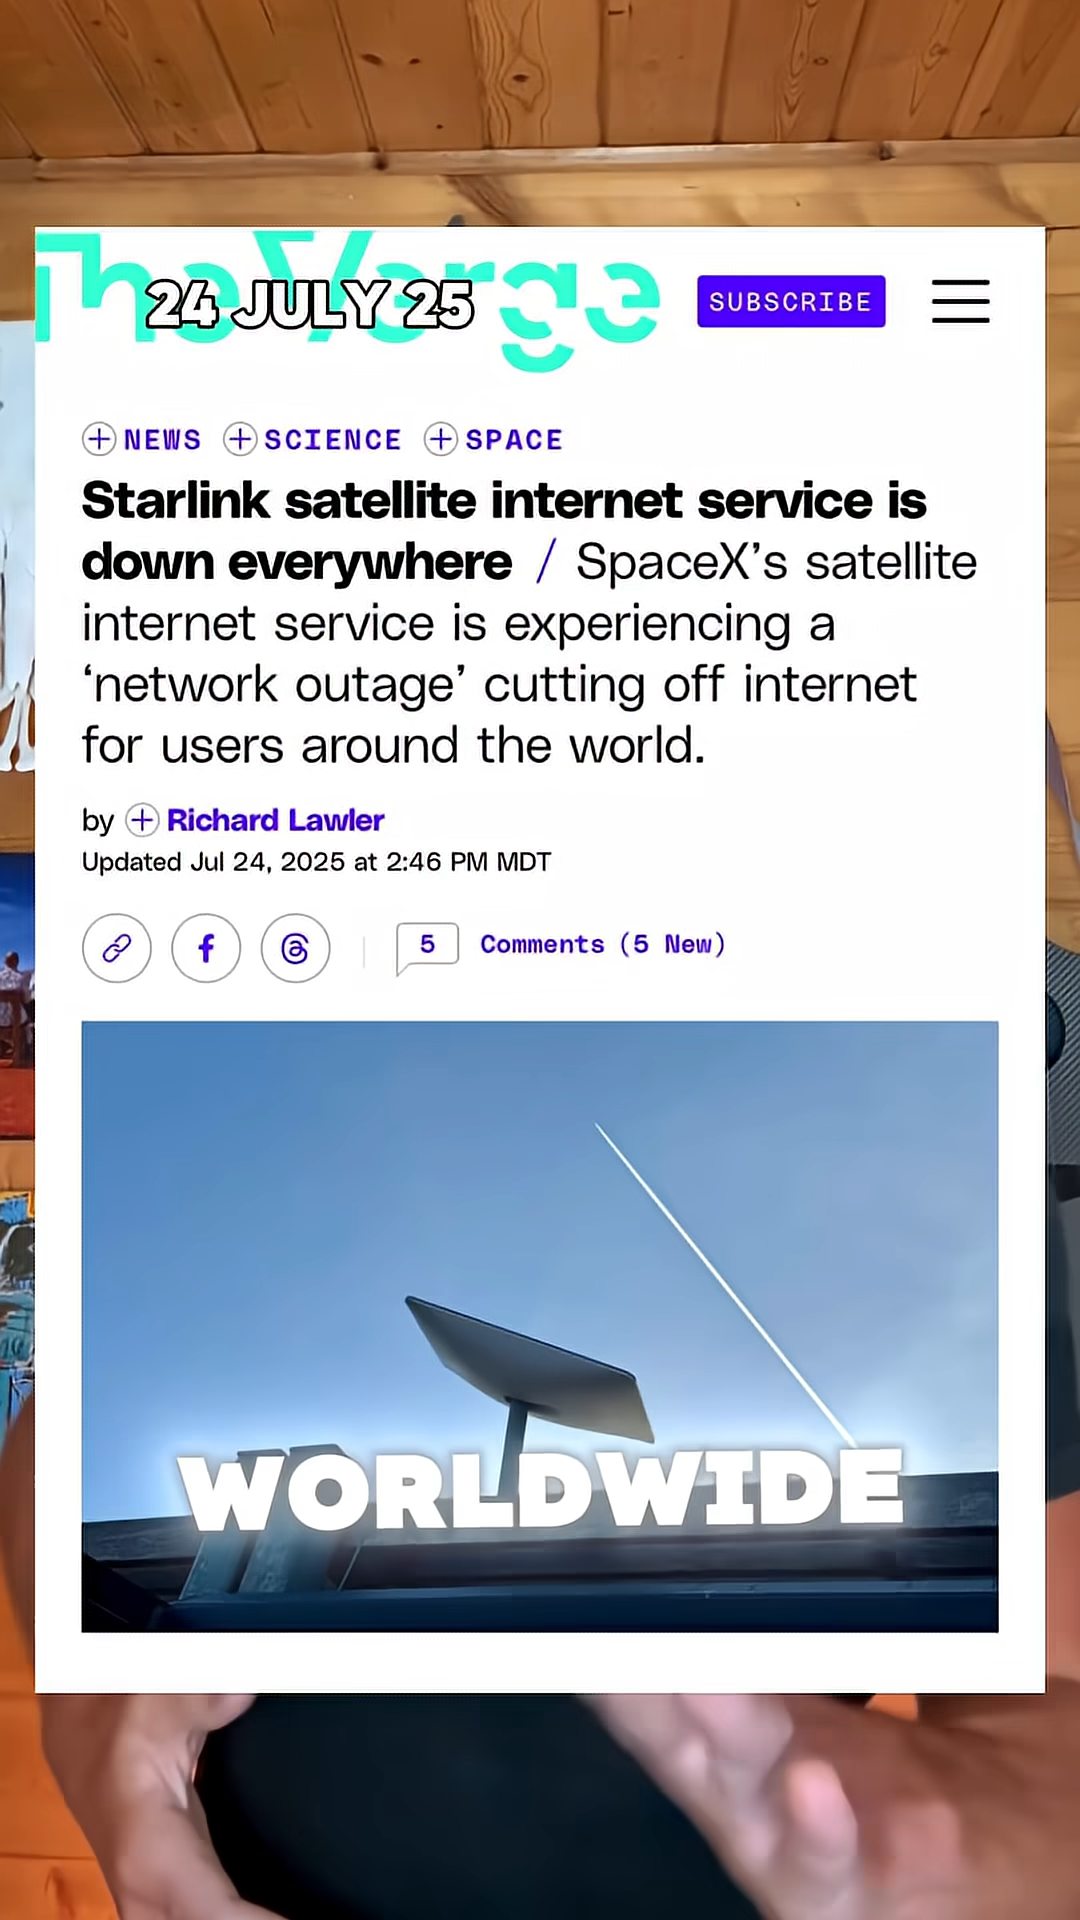 The Verge
24 JULY 25
SUBSCRIBE
NEWS SCIENCE SPACE
Starlink satellite internet service is
down everywhere / SpaceX’s satellite
internet service is experiencing a
‘network outage’ cutting off internet
for users around the world.
by Richard Lawler
Updated Jul 24, 2025 at 2:46 PM MDT
5 Comments (5 New)
WORLDWIDE